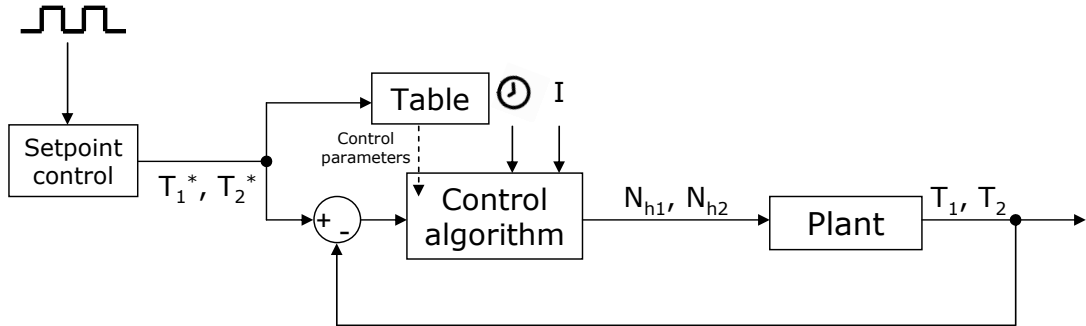 Setpoint
control
T1*, T2*
Table
I
Control
parameters
+
-
Control
algorithm
Nh1, Nh2
Plant
T1, T2